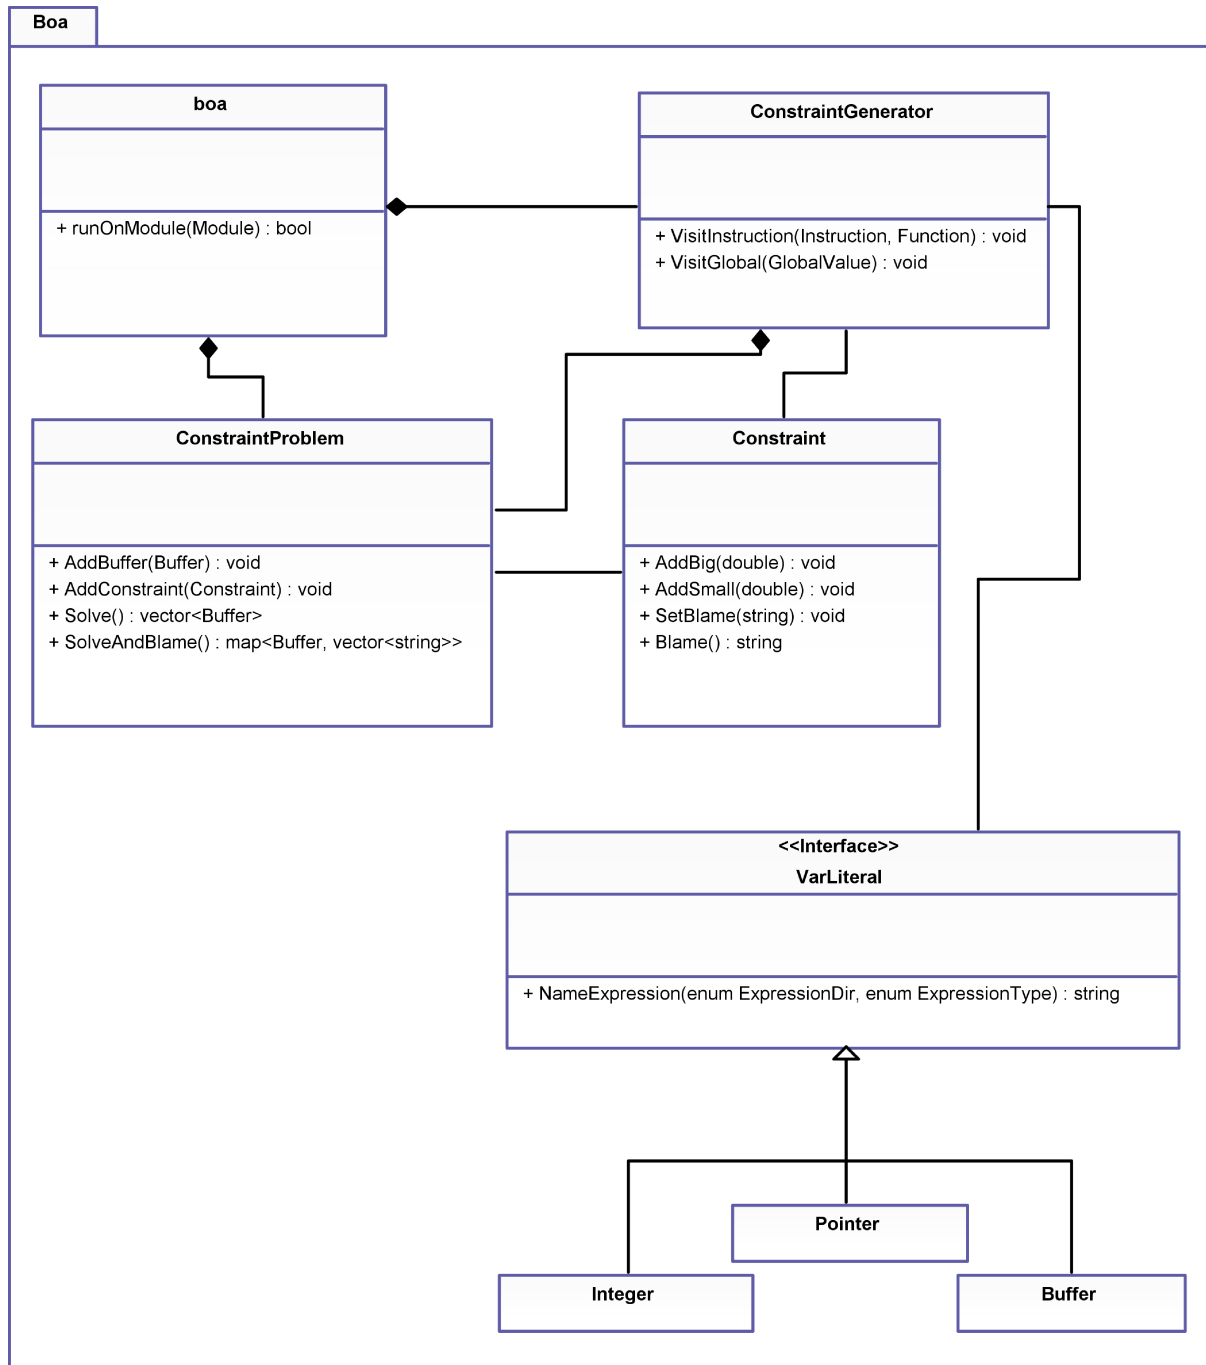 Boa
boa
+ runOnModule(Module) : bool
ConstraintGenerator
+ VisitInstruction(Instruction, Function) : void
+ VisitGlobal(GlobalValue) : void
ConstraintProblem
+ AddBuffer(Buffer) : void
+ AddConstraint(Constraint) : void
+ Solve() : vector<Buffer>
+ SolveAndBlame() : map<Buffer, vector<string>>
Constraint
+ AddBig(double) : void
+ AddSmall(double) : void
+ SetBlame(string) : void
+ Blame() : string
<<Interface>>
VarLiteral
+ NameExpression(enum ExpressionDir, enum ExpressionType) : string
Pointer
Integer
Buffer